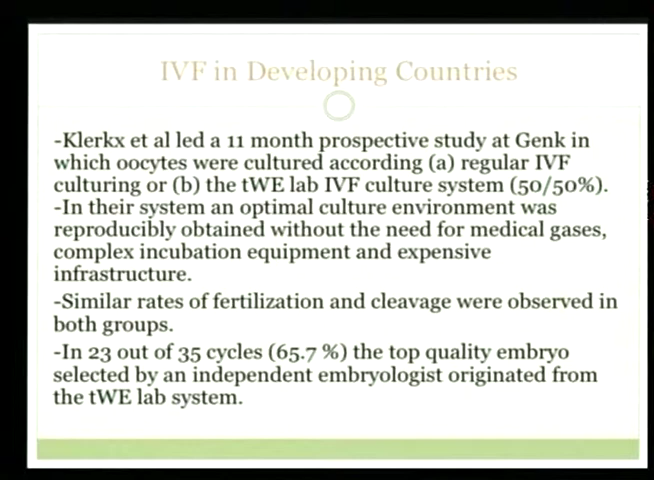 IVF in Developing Countries
-Klerkx et al led a 11 month prospective study at Genk in
which oocytes were cultured according (a) regular IVF
culturing or (b) the tWE lab IVF culture system (50/50%).
-In their system an optimal culture environment was
reproducibly obtained without the need for medical gases,
complex incubation equipment and expensive
infrastructure.
-Similar rates of fertilization and cleavage were observed in
both groups.
-In 23 out of 35 cycles (65.7 %) the top quality embryo
selected by an independent embryologist originated from
the tWE lab system.